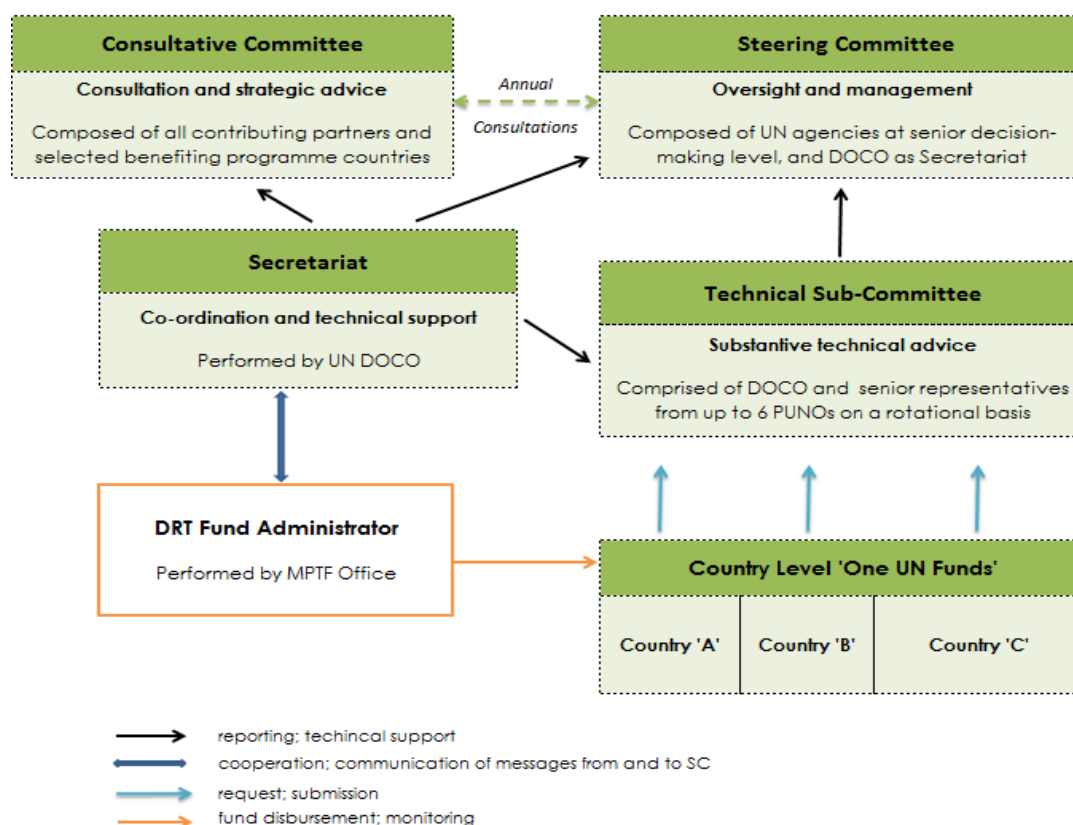 Consultative Committee
Consultation and strategic advice
Composed of all contributing partners and
selected benefiting programme countries
Annual
Consultations
Steering Committee
Oversight and management
Composed of UN agencies at senior decision-
making level, and DOCO as Secretariat
Secretariat
Co-ordination and technical support
Performed by UN DOCO
Technical Sub-Committee
Substantive technical advice
Comprised of DOCO and senior representatives
from up to 6 PUNOs on a rotational basis
DRT Fund Administrator
Performed by MPTF Office
Country Level 'One UN Funds'
Country 'A'
Country 'B'
Country 'C'
reporting; techincal support
cooperation; communication of messages from and to SC
request; submission
fund disbursement; monitoring